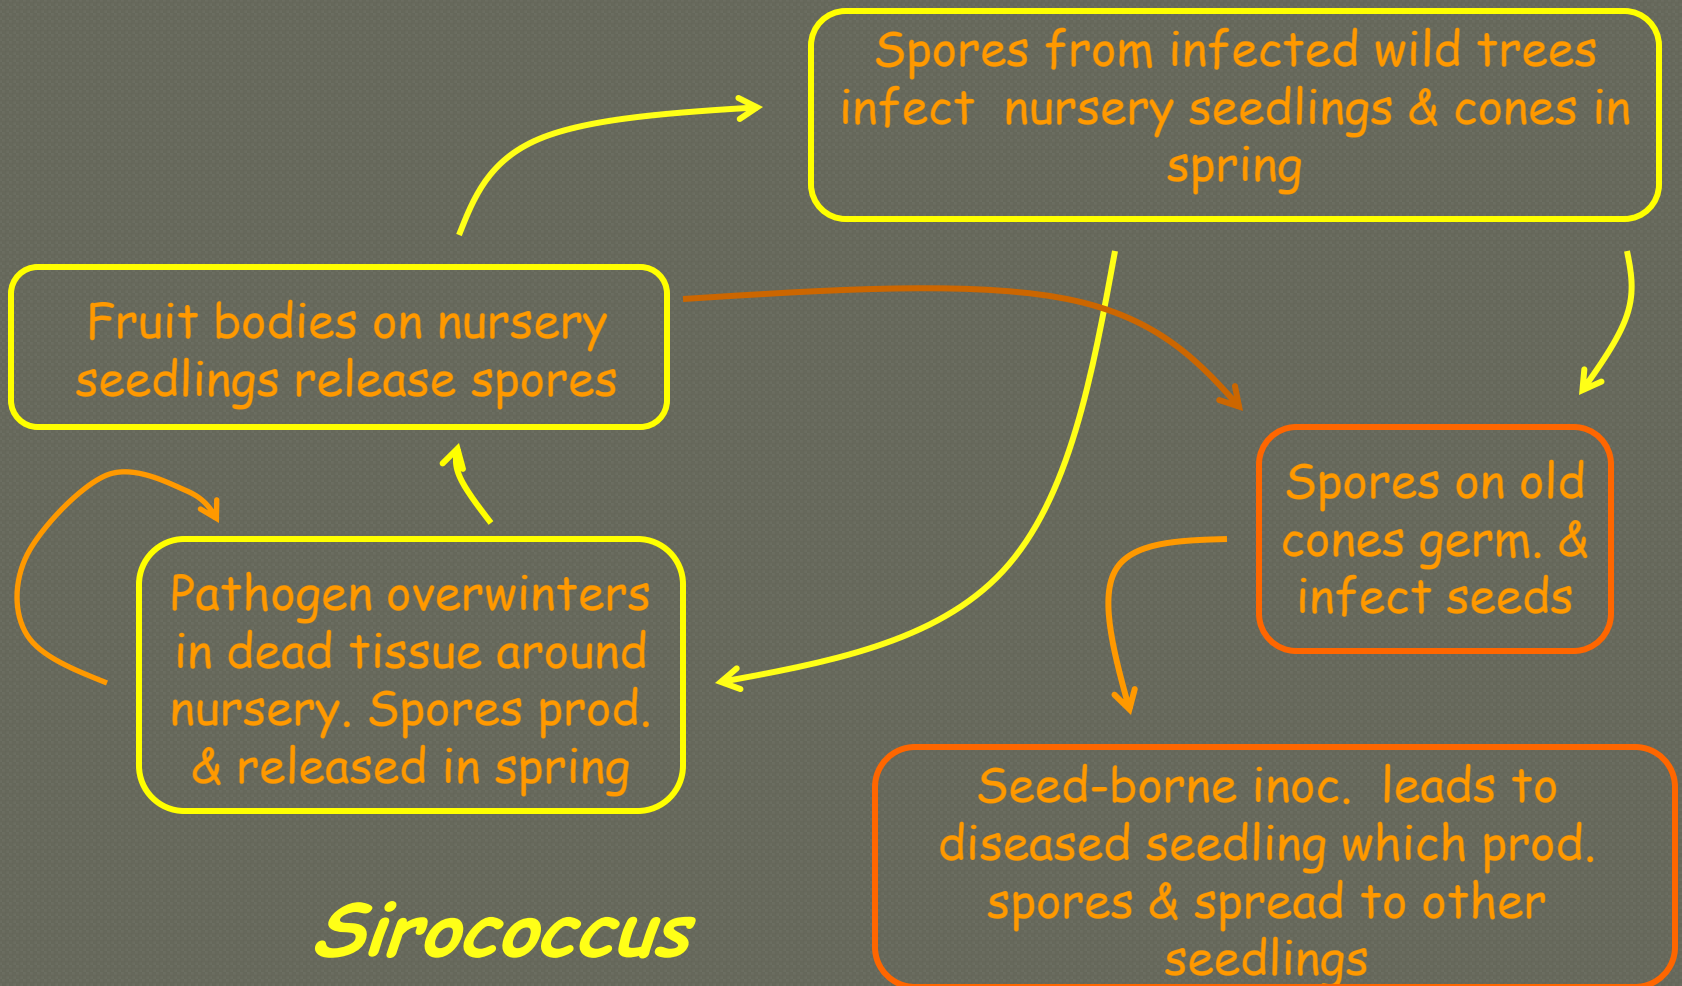 Spores from infected wild trees
infect nursery seedlings & cones in
spring
Fruit bodies on nursery
seedlings release spores
Spores on old
cones germ. &
infect seeds
Pathogen overwinters
in dead tissue around
nursery. Spores prod.
& released in spring
Seed-borne inoc. leads to
diseased seedling which prod.
spores & spread to other
seedlings
Sirococcus